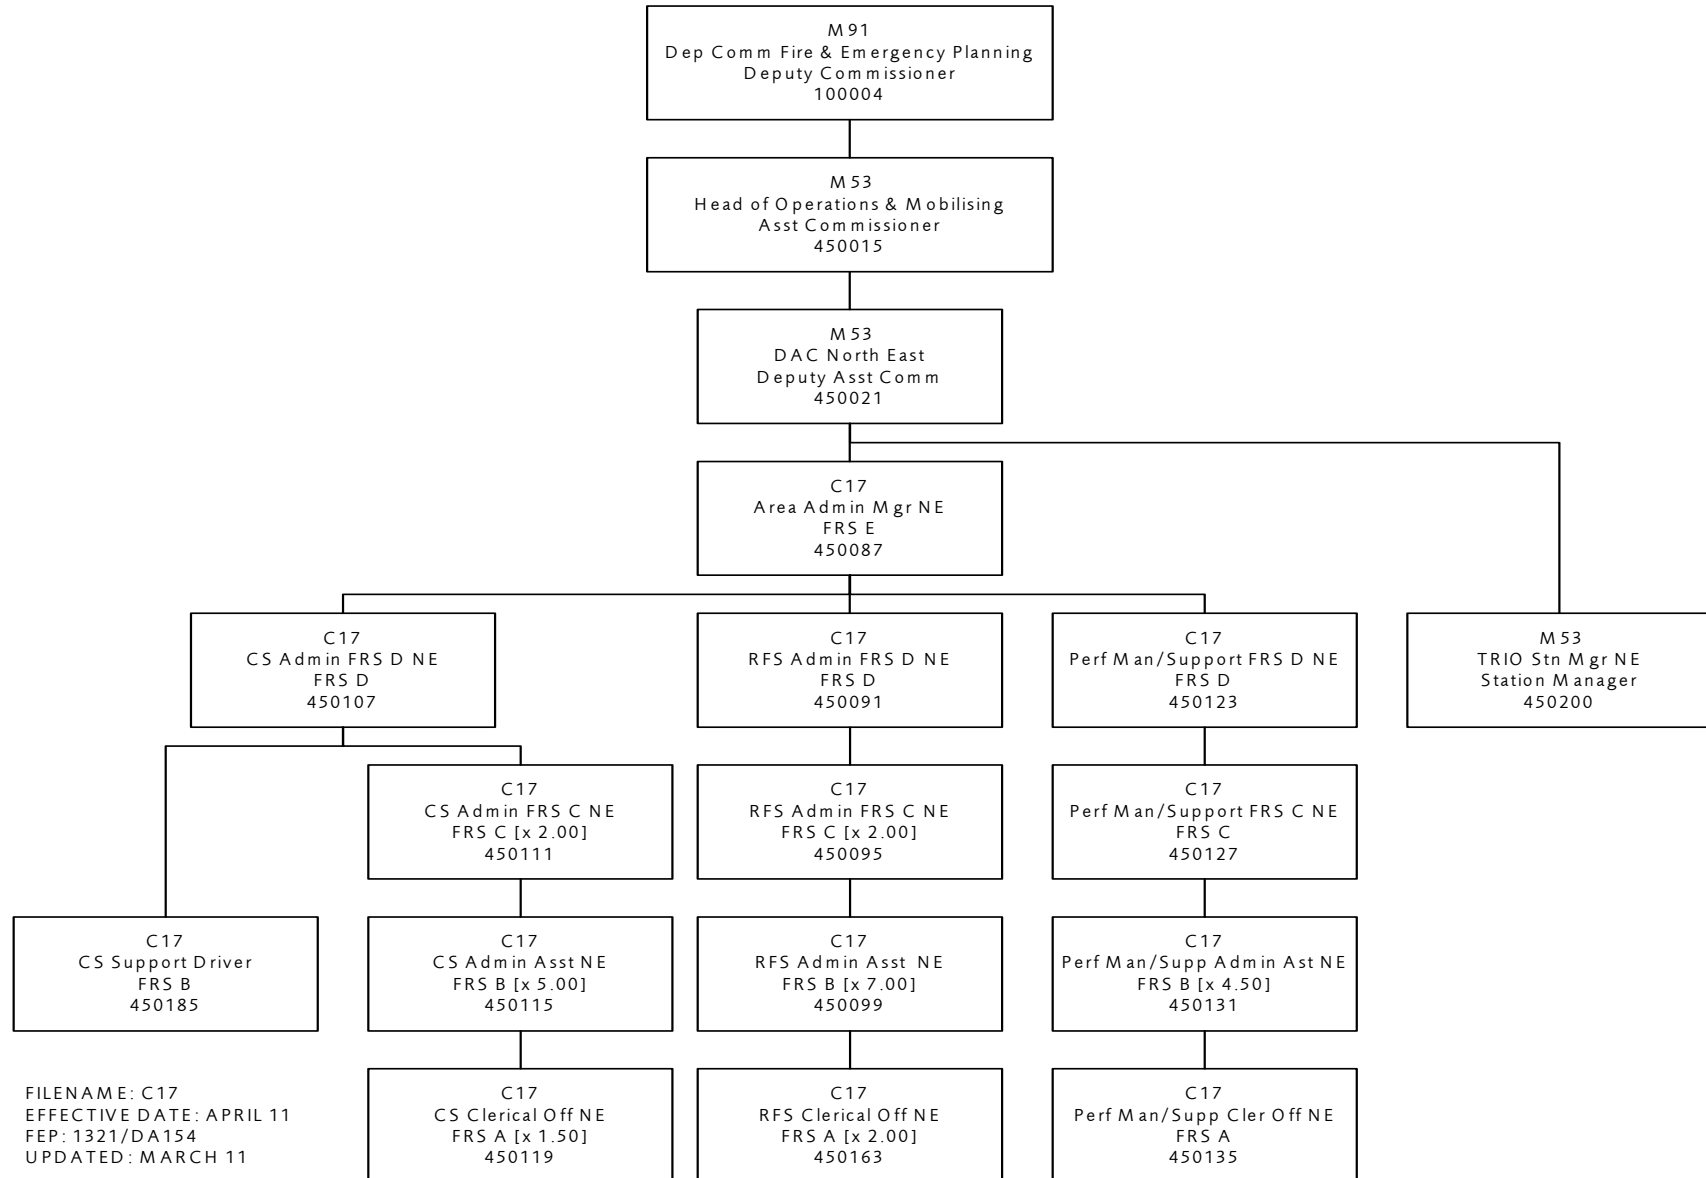 M91
Dep Comm Fire & Emergency Planning
Deputy Commissioner
100004
M53
Head of Operations & Mobilising
Asst Commissioner
450015
M53
DAC North East
Deputy Asst Comm
450021
C17
Area Admin Mgr NE
FRS E
450087
C17
CS Admin FRS D NE
FRS D
450107
C17
RFS Admin FRS D NE
FRS D
450091
C17
Perf Man/Support FRS D NE
FRS D
450123
M53
TRIO Stn Mgr NE
Station Manager
450200
C17
CS Admin FRS C NE
FRS C [x 2.00]
450111
C17
RFS Admin FRS C NE
FRS C [x 2.00]
450095
C17
Perf Man/Support FRS C NE
FRS C
450127
C17
CS Support Driver
FRS B
450185
C17
CS Admin Asst NE
FRS B [x 5.00]
450115
C17
RFS Admin Asst NE
FRS B [x 7.00]
450099
C17
Perf Man/Supp Admin Ast NE
FRS B [x 4.50]
450131
C17
CS Clerical Off NE
FRS A [x 1.50]
450119
C17
RFS Clerical Off NE
FRS A [x 2.00]
450163
C17
Perf Man/Supp Cler Off NE
FRS A
450135
FILENAME: C17
EFFECTIVE DATE: APRIL 11
FEP: 1321/DA154
UPDATED: MARCH 11